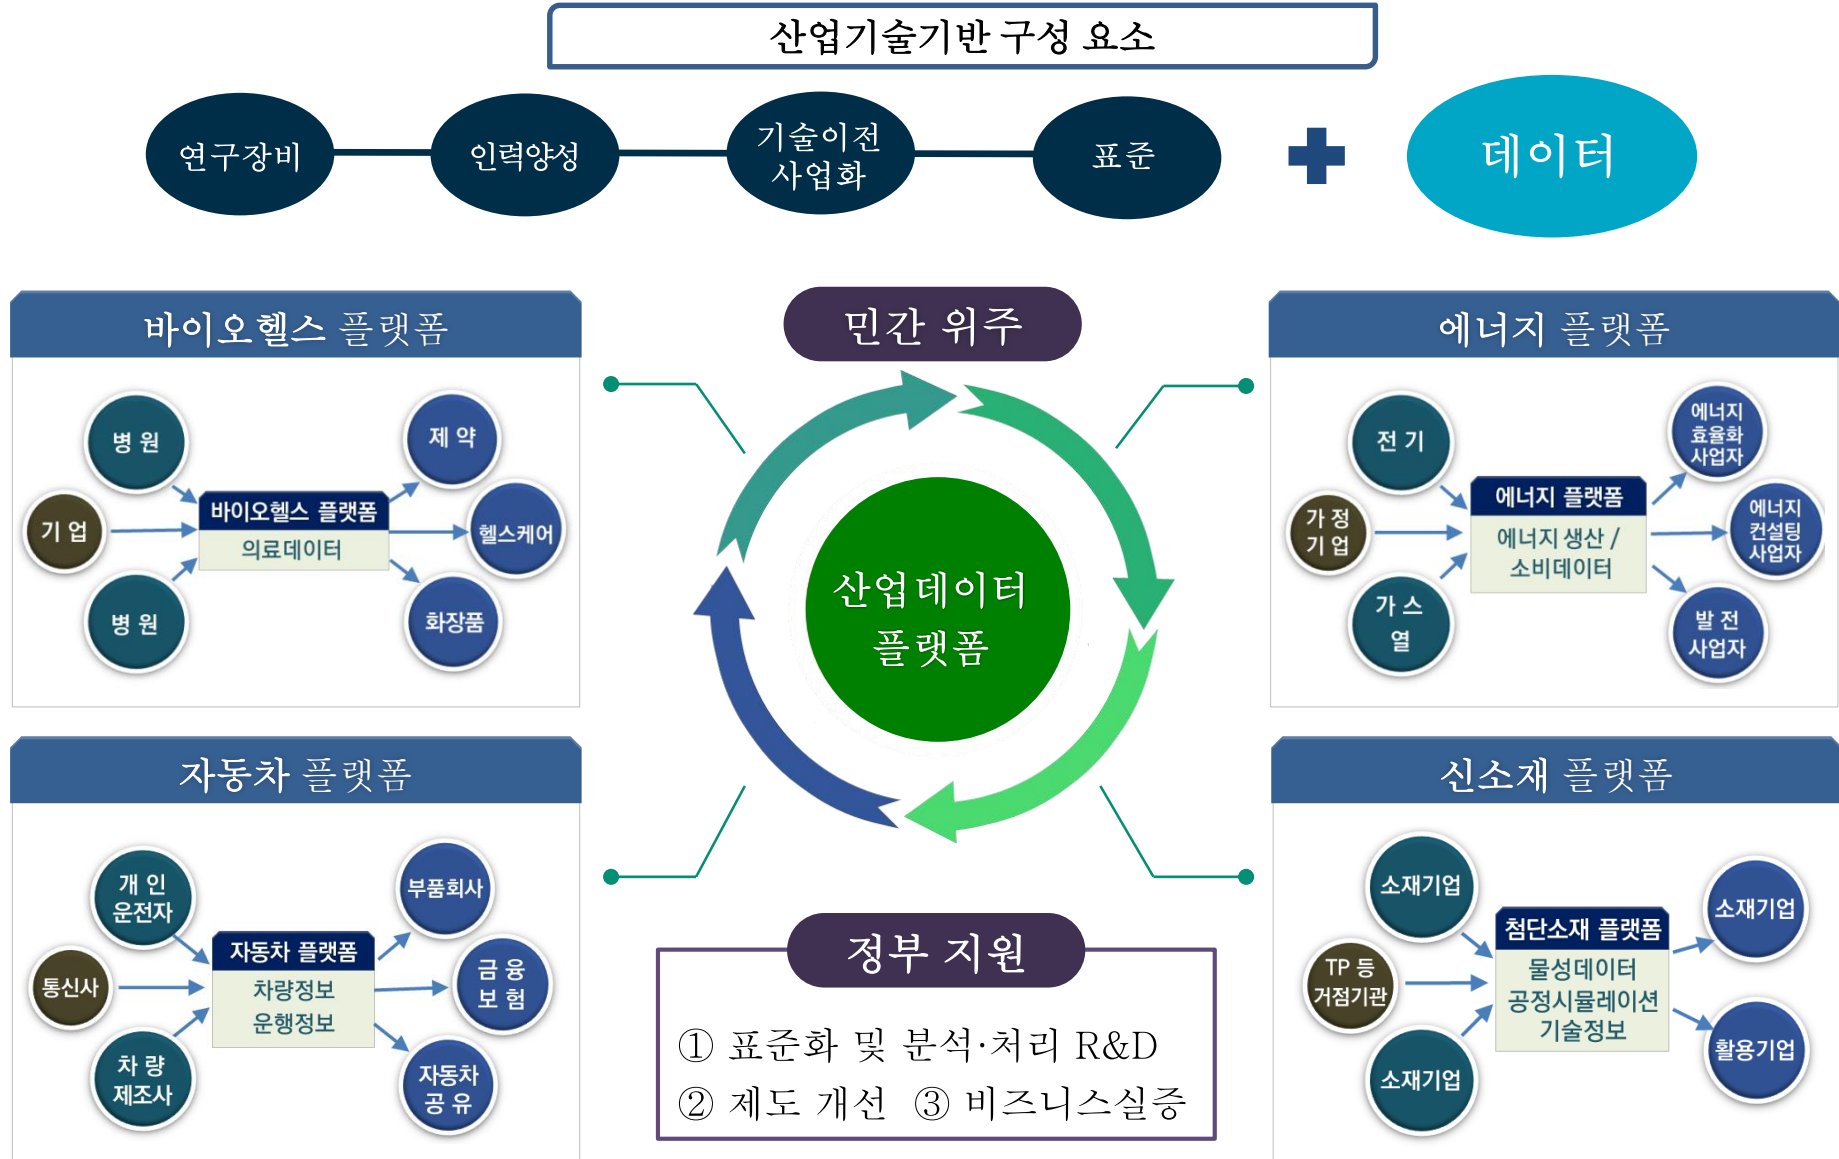 산업기술기반 구성 요소
연구장비
인력양성
기술이전
사업화
표준
데이터
바이오헬스 플랫폼
병 원
기 업
병 원
바이오헬스 플랫폼
의료데이터
제 약
헬스케어
화장품
민간 위주
산업데이터
플랫폼
에너지 플랫폼
전 기
가 정
기 업
가 스
열
에너지 플랫폼
에너지 생산 /
소비데이터
에너지
효율화
사업자
에너지
컨설팅
사업자
발 전
사업자
자동차 플랫폼
개 인
운전자
통신사
차 량
제조사
자동차 플랫폼
차량정보
운행정보
부품회사
금 융
보 험
자동차
공 유
정부 지원
① 표준화 및 분석·처리 R&D
② 제도 개선 ③ 비즈니스실증
신소재 플랫폼
소재기업
TP 등
거점기관
소재기업
첨단소재 플랫폼
물성데이터
공정시뮬레이션
기술정보
소재기업
활용기업